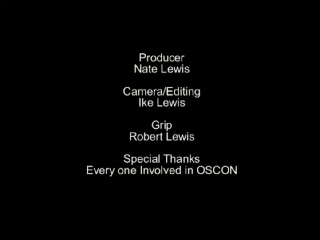 Producer
Nate Lewis
Camera/Editing
Ike Lewis
Grip
Robert Lewis
Special Thanks
Every one Involved in OSCON